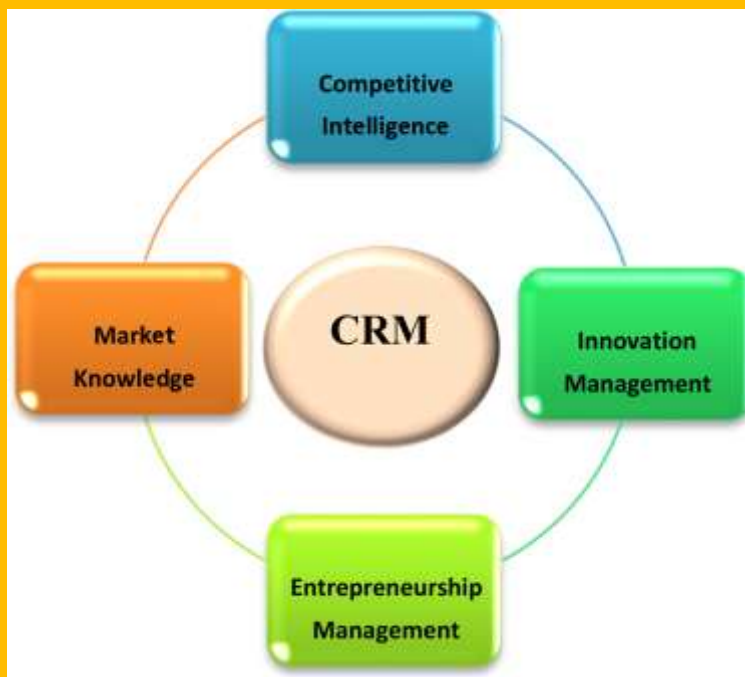 Competitive
Intelligence
Market
Knowledge
CRM
Innovation
Management
Entrepreneurship
Management